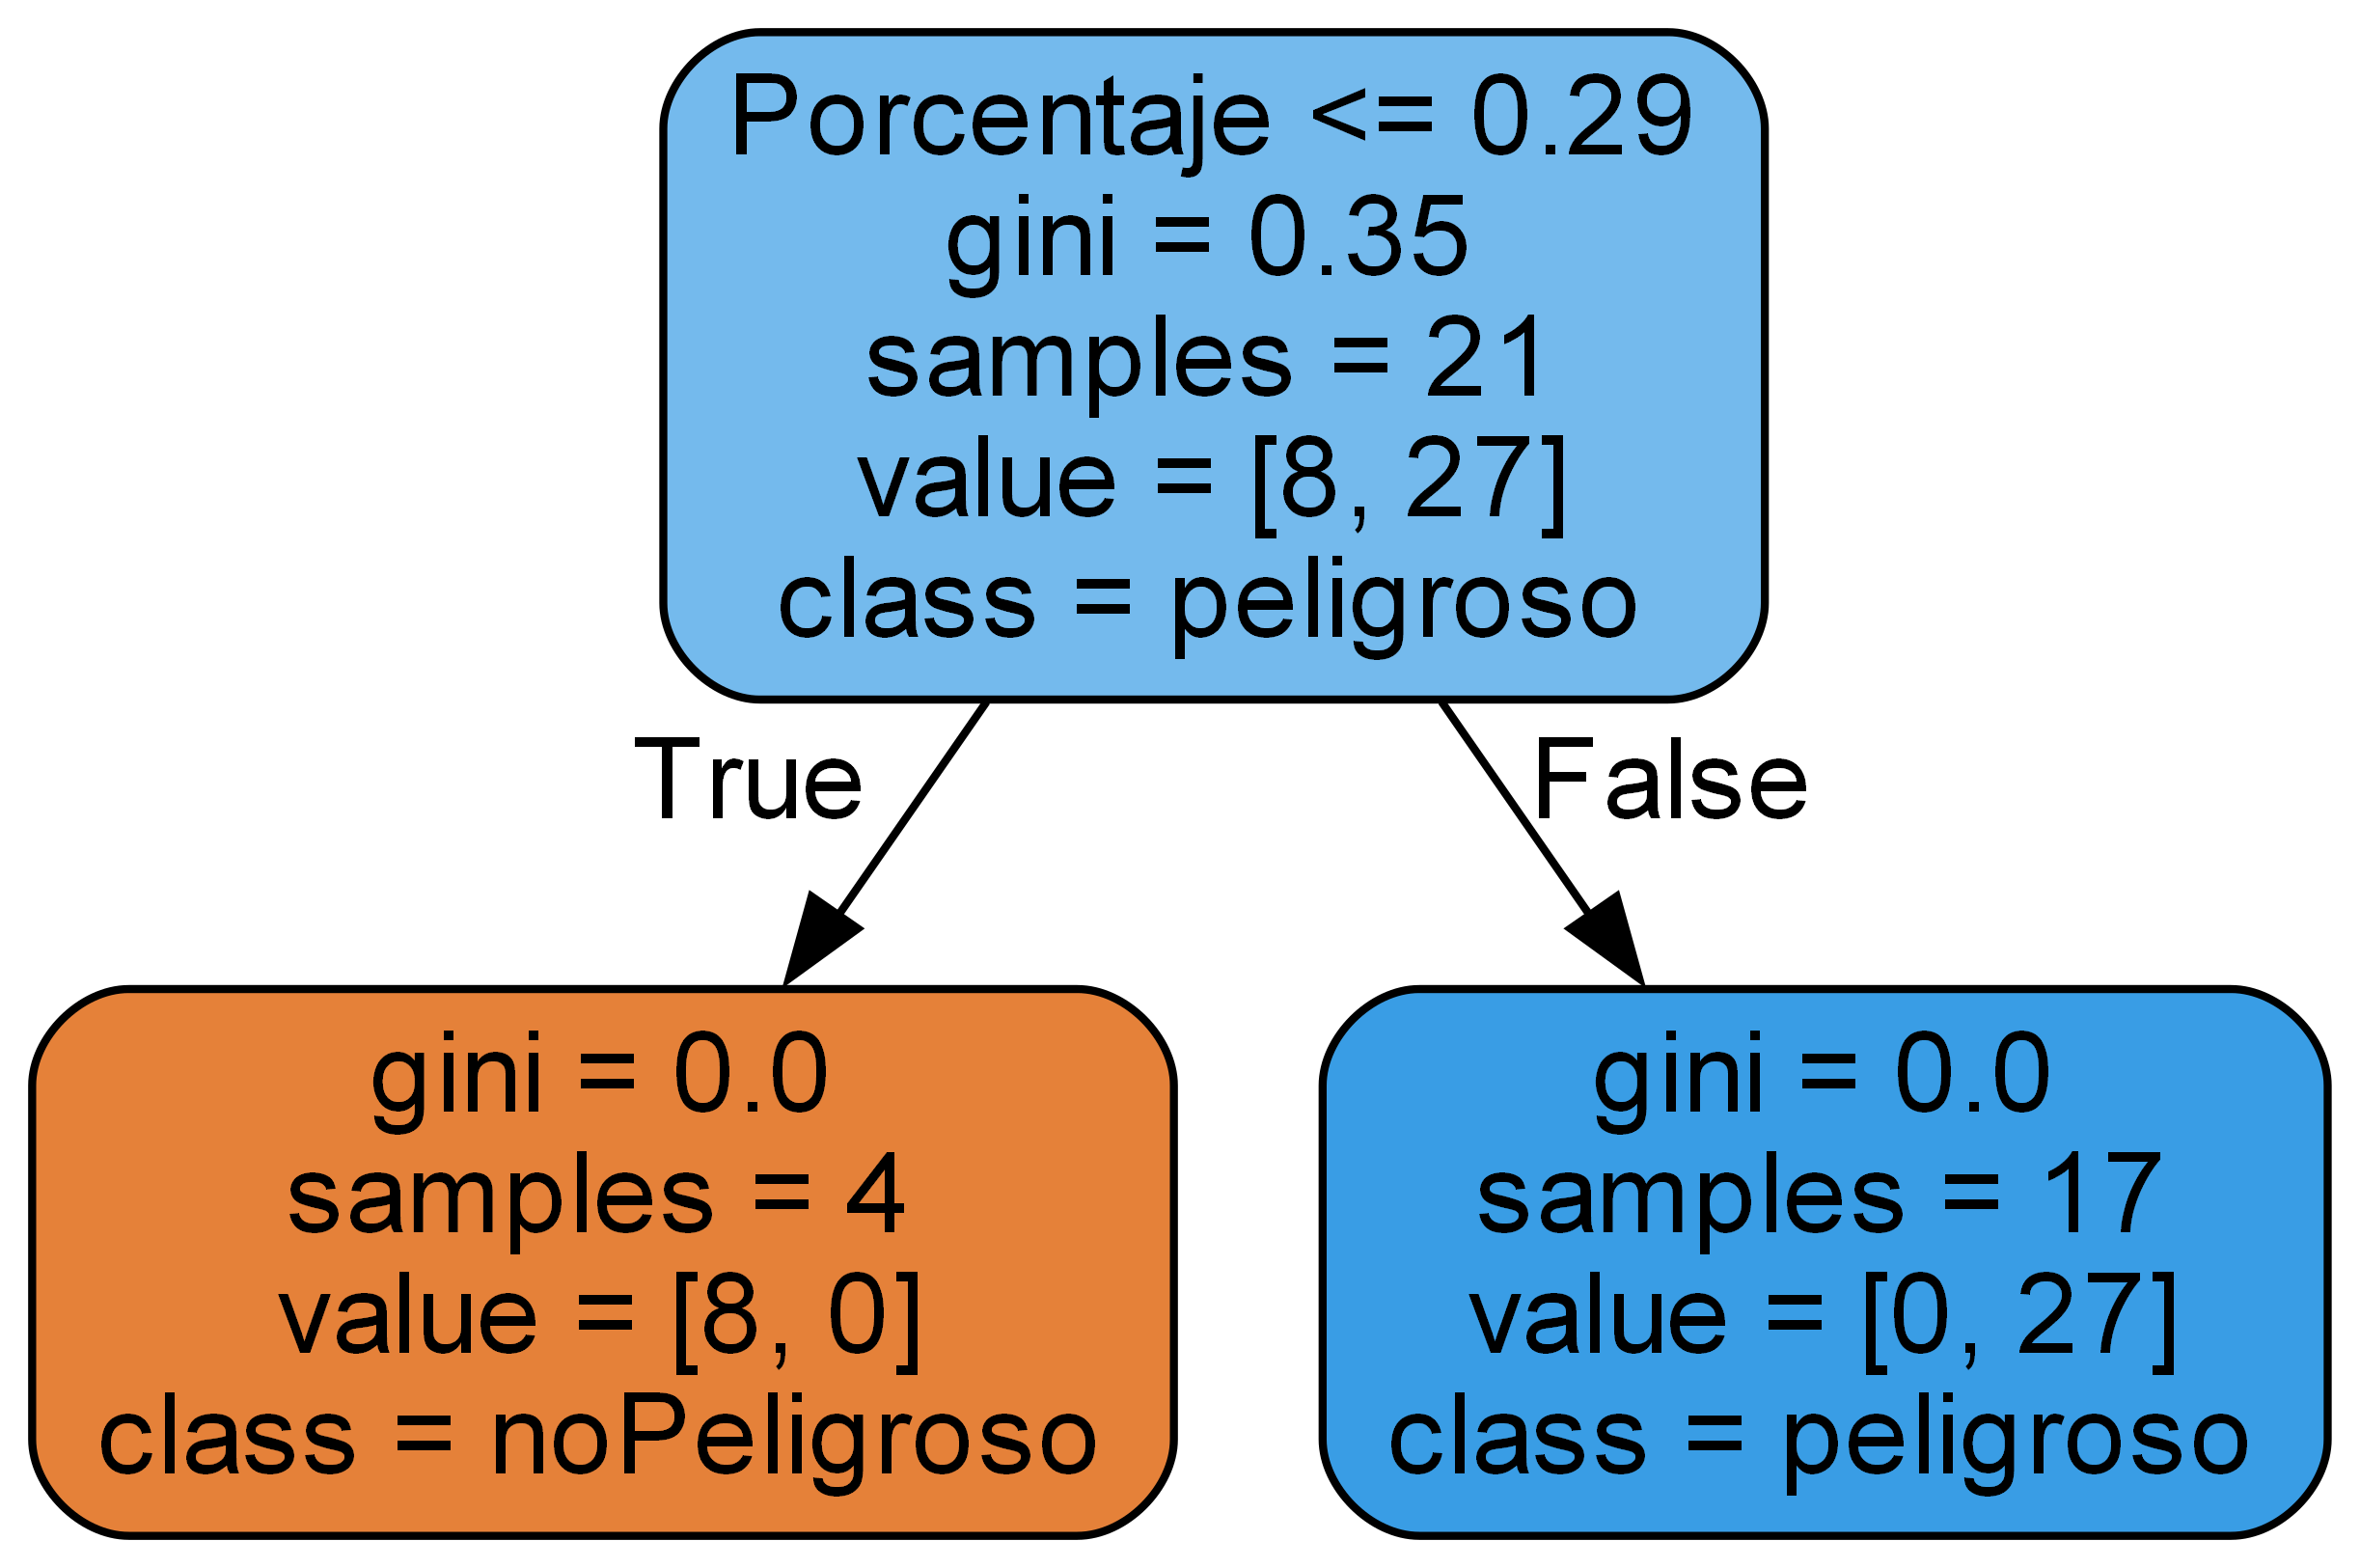 Porcentaje <= 0.29
gini = 0.35
samples = 21
value = [8, 27]
class = peligroso
True
False
gini = 0.0
samples = 4
value = [8, 0]
class = noPeligroso
gini = 0.0
samples = 17
value = [0, 27]
class = peligroso